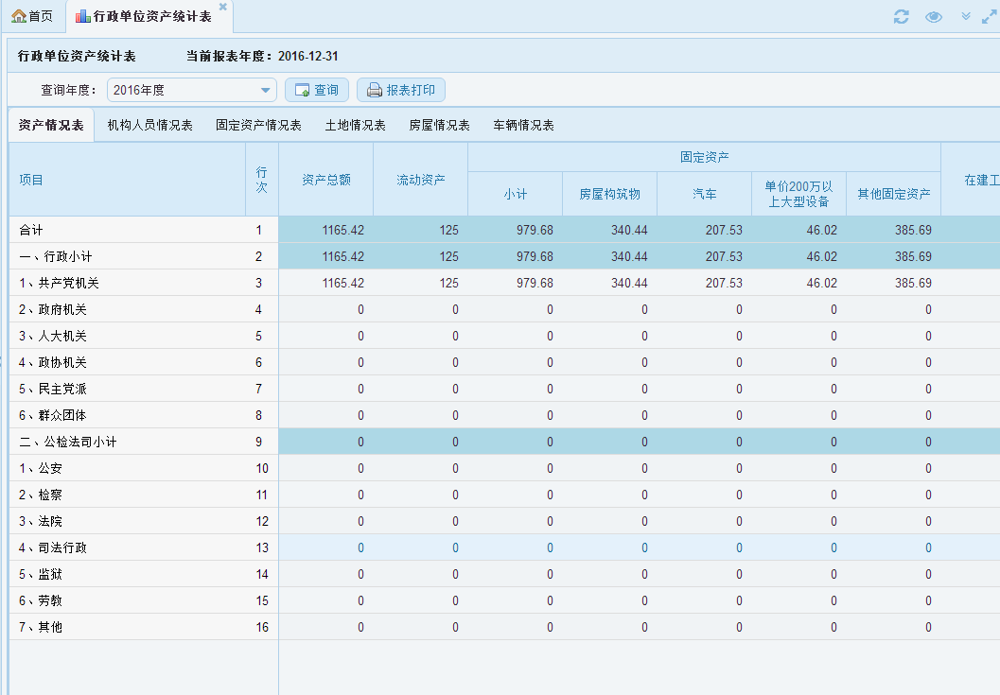 首页 行政单位资产统计表
行政单位资产统计表 当前报表年度：2016-12-31
查询年度： 2016年度 查询 报表打印
资产情况表 机构人员情况表 固定资产情况表 土地情况表 房屋情况表 车辆情况表
项目 行次 资产总额 流动资产 固定资产 在建工
小计 房屋构筑物 汽车 单价200万以上大型设备 其他固定资产
合计 1 1165.42 125 979.68 340.44 207.53 46.02 385.69
一、行政小计 2 1165.42 125 979.68 340.44 207.53 46.02 385.69
1、共产党机关 3 1165.42 125 979.68 340.44 207.53 46.02 385.69
2、政府机关 4 0 0 0 0 0 0 0
3、人大机关 5 0 0 0 0 0 0 0
4、政协机关 6 0 0 0 0 0 0 0
5、民主党派 7 0 0 0 0 0 0 0
6、群众团体 8 0 0 0 0 0 0 0
二、公检法司小计 9 0 0 0 0 0 0 0
1、公安 10 0 0 0 0 0 0 0
2、检察 11 0 0 0 0 0 0 0
3、法院 12 0 0 0 0 0 0 0
4、司法行政 13 0 0 0 0 0 0 0
5、监狱 14 0 0 0 0 0 0 0
6、劳教 15 0 0 0 0 0 0 0
7、其他 16 0 0 0 0 0 0 0